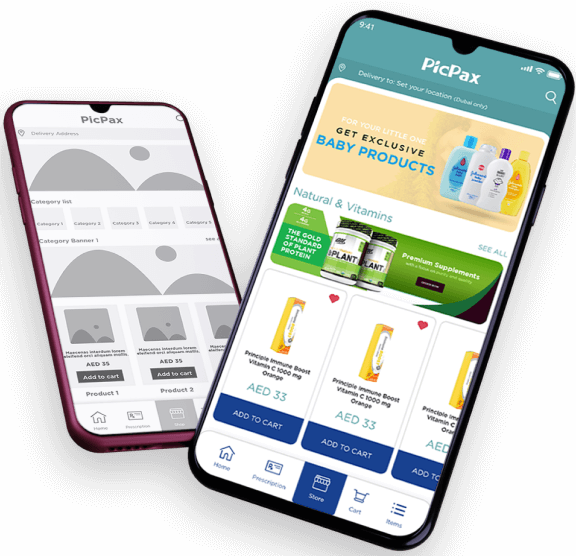 PicPax
Delivery Address
Category list
Category 1
Category 2
Category 3
Category 4
Category 5
Category Banner 1
Maecenas interdum lorem
eleifend orci aliquam mollis.
AED 35
Add to cart
Product 1
Maecenas interdum lorem
eleifend orci aliquam mollis.
AED 35
Add to cart
Product 2
Home
Prescription
Store
9:41
PicPax
Delivery to: Set your location (Dubai only)
FOR YOUR LITTLE ONE
GET EXCLUSIVE
BABY PRODUCTS
Natural & Vitamins
SEE ALL
THE GOLD
STANDARD
OF PLANT
PROTEIN
PLANT
PLANT
Premium Supplements
Principle Immune Boost
Vitamin C 1000 mg
Orange
AED 33
ADD TO CART
Principle Immune Boost
Vitamin C 1000 mg
Orange
AED 33
ADD TO CART
Principle Immune
Vitamin C 1000
Oran
AED
ADD TO
Home
Prescription
Store
Cart
Items